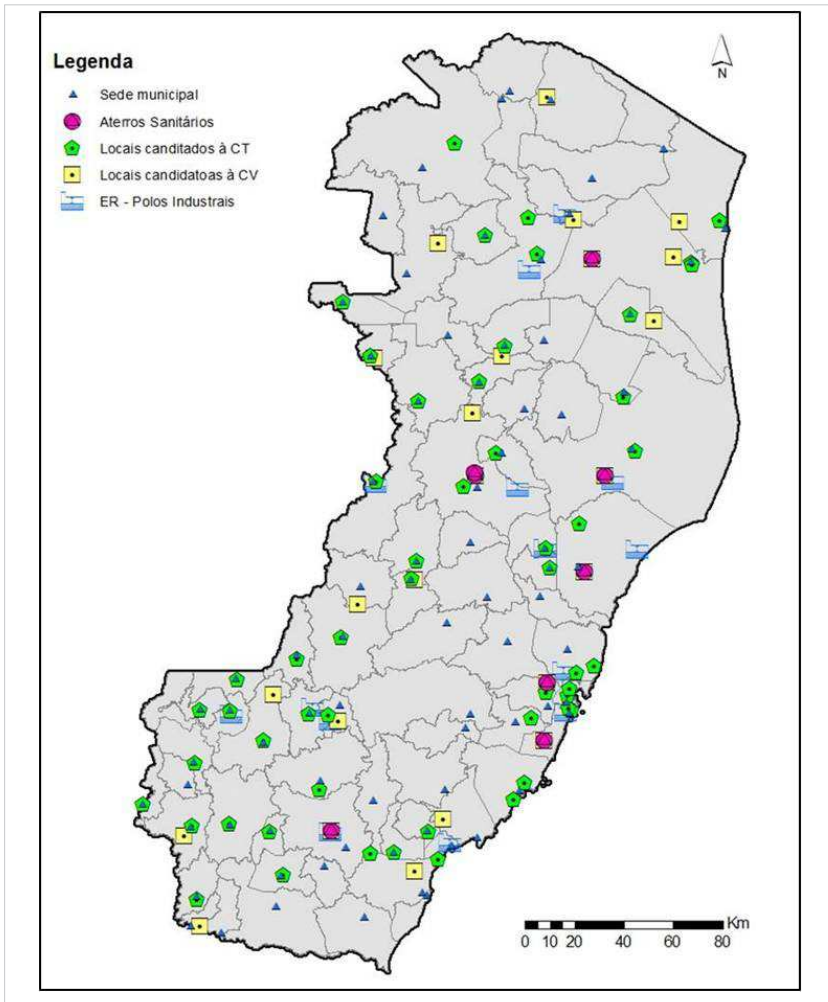 Legenda
Sede municipal
Aterros Sanitários
Locais canditados à CT
Locais candidatoas à CV
ER - Polos Industrais
N
Km
0 10 20 40 60 80